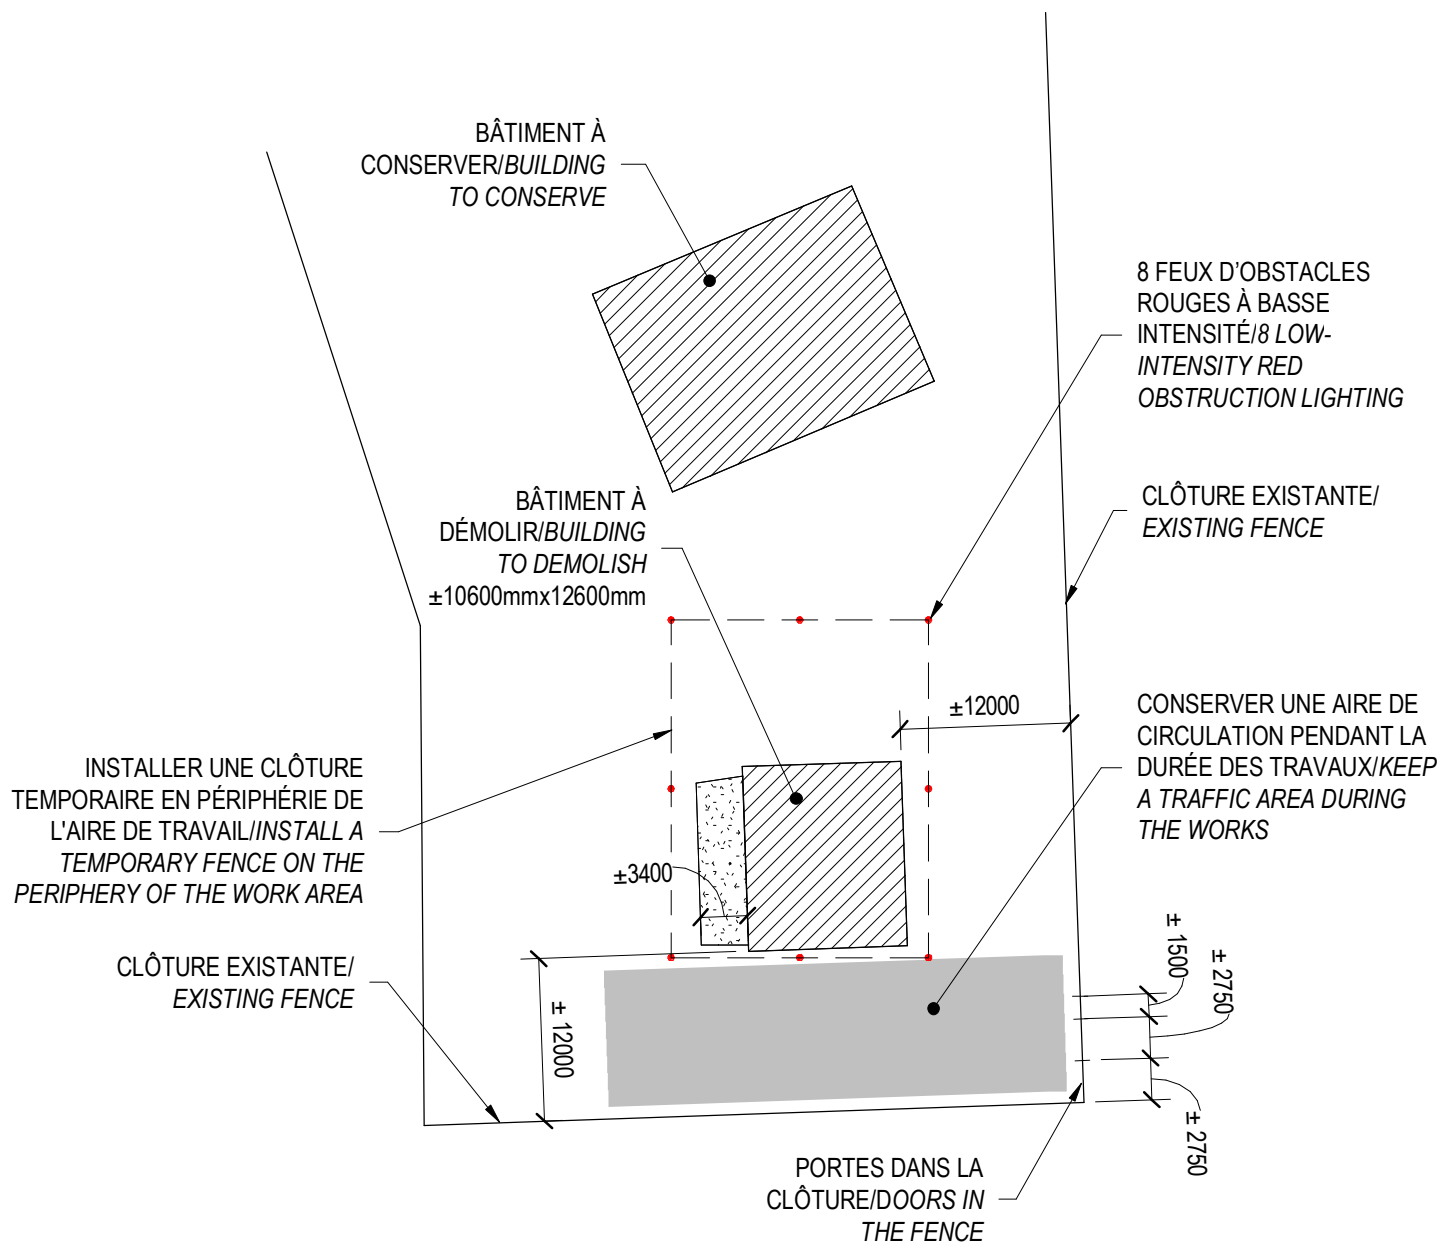 BÂTIMENT À
CONSERVER/BUILDING
TO CONSERVE
8 FEUX D'OBSTACLES
ROUGES À BASSE
INTENSITÉ/8 LOW-
INTENSITY RED
OBSTRUCTION LIGHTING
CLÔTURE EXISTANTE/
EXISTING FENCE
BÂTIMENT À
DÉMOLIR/BUILDING
TO DEMOLISH
±10600mmx12600mm
±12000
CONSERVER UNE AIRE DE
CIRCULATION PENDANT LA
DURÉE DES TRAVAUX/KEEP
A TRAFFIC AREA DURING
THE WORKS
INSTALLER UNE CLÔTURE
TEMPORAIRE EN PÉRIPHÉRIE DE
L'AIRE DE TRAVAIL/INSTALL A
TEMPORARY FENCE ON THE
PERIPHERY OF THE WORK AREA
±3400
CLÔTURE EXISTANTE/
EXISTING FENCE
± 12000
± 1500
± 2750
± 2750
PORTES DANS LA
CLÔTURE/DOORS IN
THE FENCE